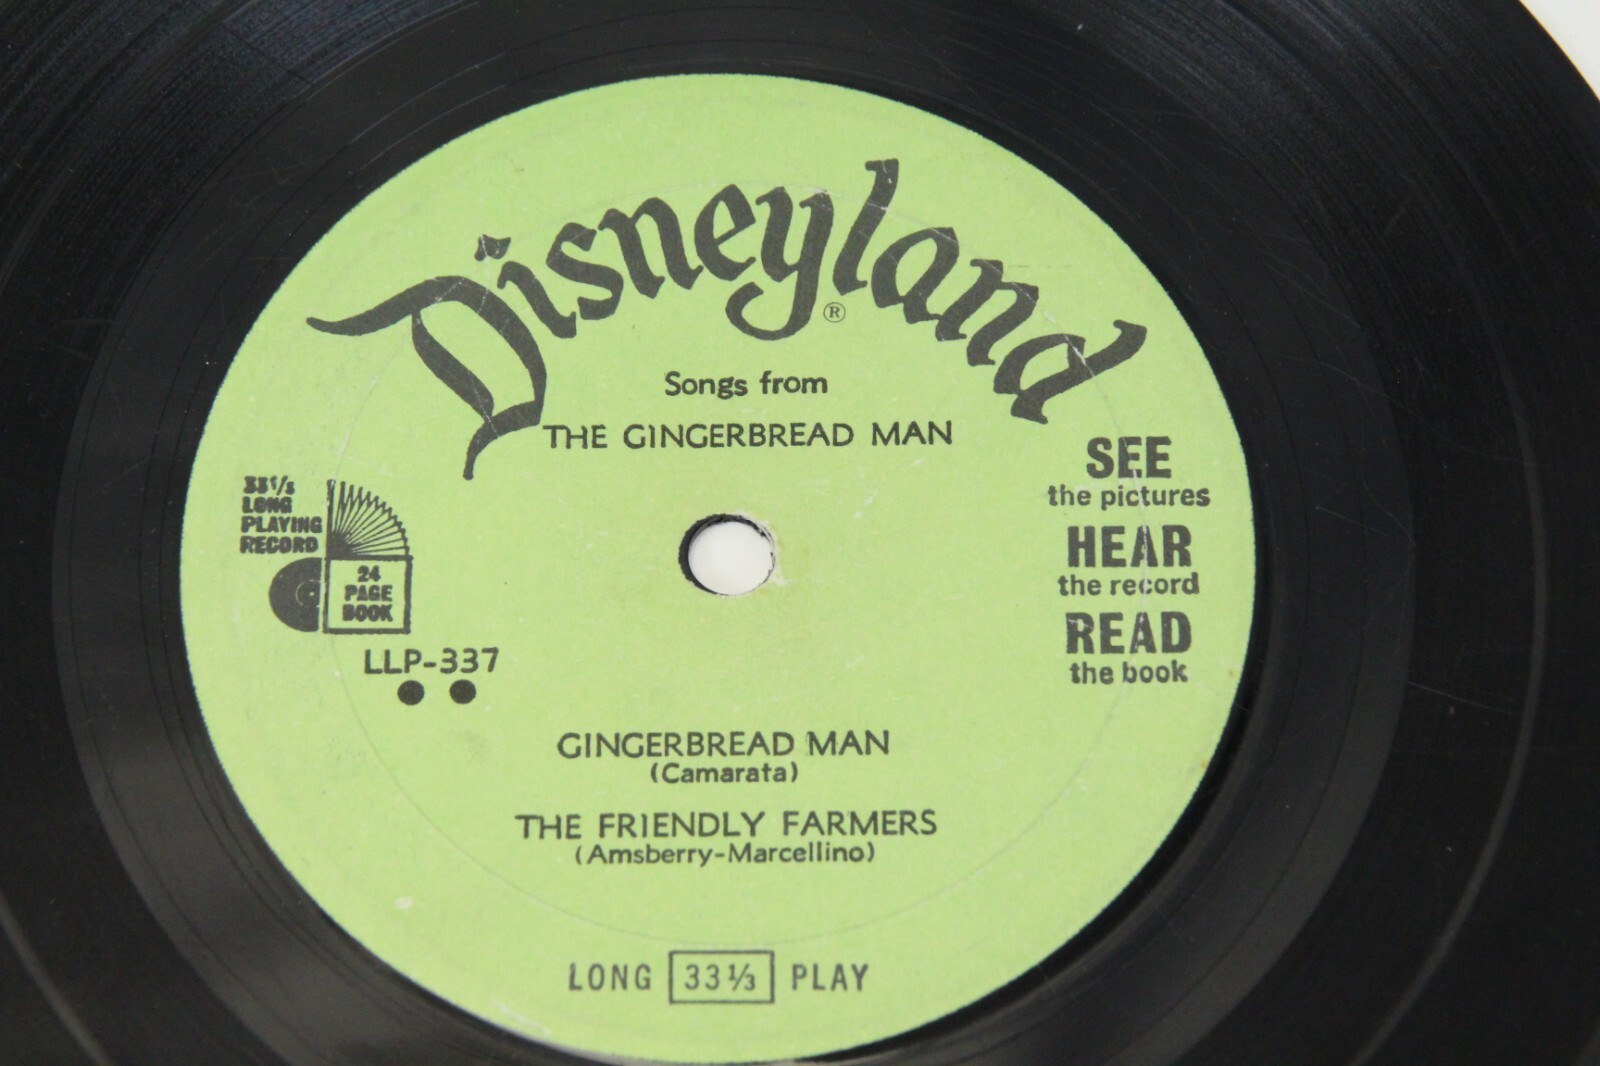 Disneyland
®
Songs from
THE GINGERBREAD MAN
SEE
the pictures
HEAR
the record
READ
the book
33⅓
LONG
PLAYING
RECORD
24
PAGE
BOOK
LLP-337
GINGERBREAD MAN
(Camarata)
THE FRIENDLY FARMERS
(Amsberry-Marcellino)
LONG 33⅓ PLAY